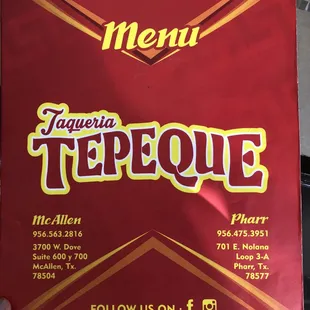 Menu
Taqueria
TEPEQUE
McAllen
956.563.2816
3700 W. Dove
Suite 600 y 700
McAllen, Tx.
78504
Pharr
956.475.3951
701 E. Nolana
Loop 3-A
Pharr, Tx.
78577
FOLLOW US ON :